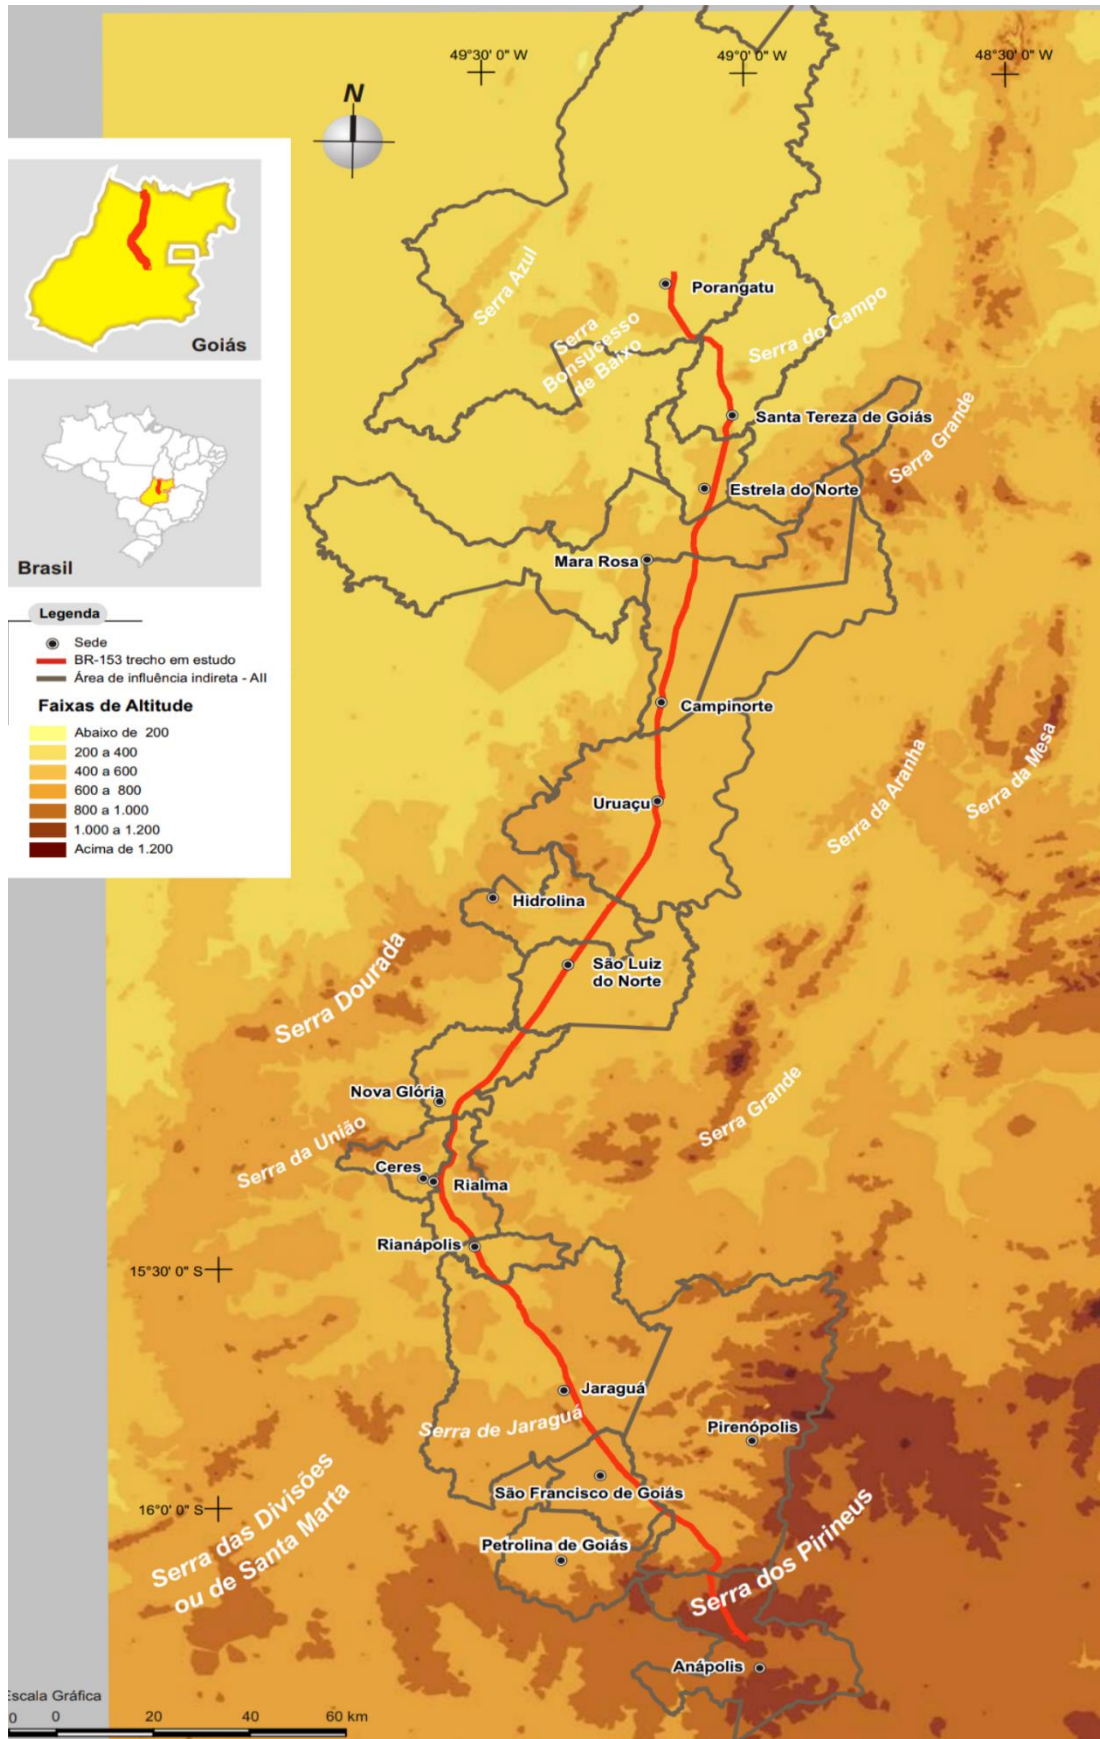 49°30' 0" W
49°0' 0" W
48°30' 0" W
N
Goiás
Brasil
Legenda
Sede
BR-153 trecho em estudo
Área de influência indireta - AII
Faixas de Altitude
Abaixo de 200
200 a 400
400 a 600
600 a 800
800 a 1.000
1.000 a 1.200
Acima de 1.200
Serra Azul
Porangatu
Serra
Bonsucesso
de Baixo
Serra do Campo
Santa Tereza de Goiás
Serra Grande
Estrela do Norte
Mara Rosa
Campinorte
Serra da Aranha
Serra da Mesa
Uruaçu
Hidrolina
Serra Dourada
São Luiz
do Norte
Nova Glória
Serra Grande
Serra da União
Ceres
Rialma
Rianápolis
15°30' 0" S
Jaraguá
Serra de Jaraguá
Pirenópolis
São Francisco de Goiás
16°0' 0" S
Serra das Divisões
ou de Santa Marta
Petrolina de Goiás
Serra dos Pirineus
Anápolis
Escala Gráfica
0 0 20 40 60 km